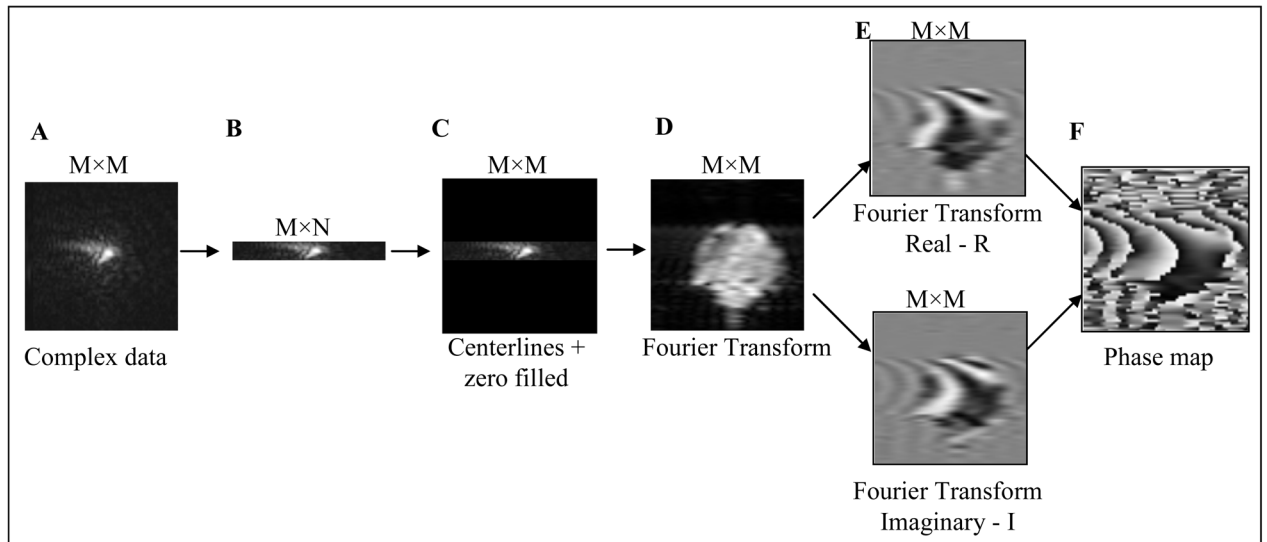 A
M×M
Complex data
B
M×N
C
M×M
Centerlines +
zero filled
D
M×M
Fourier Transform
E
M×M
Fourier Transform
Real - R
M×M
Fourier Transform
Imaginary - I
F
Phase map